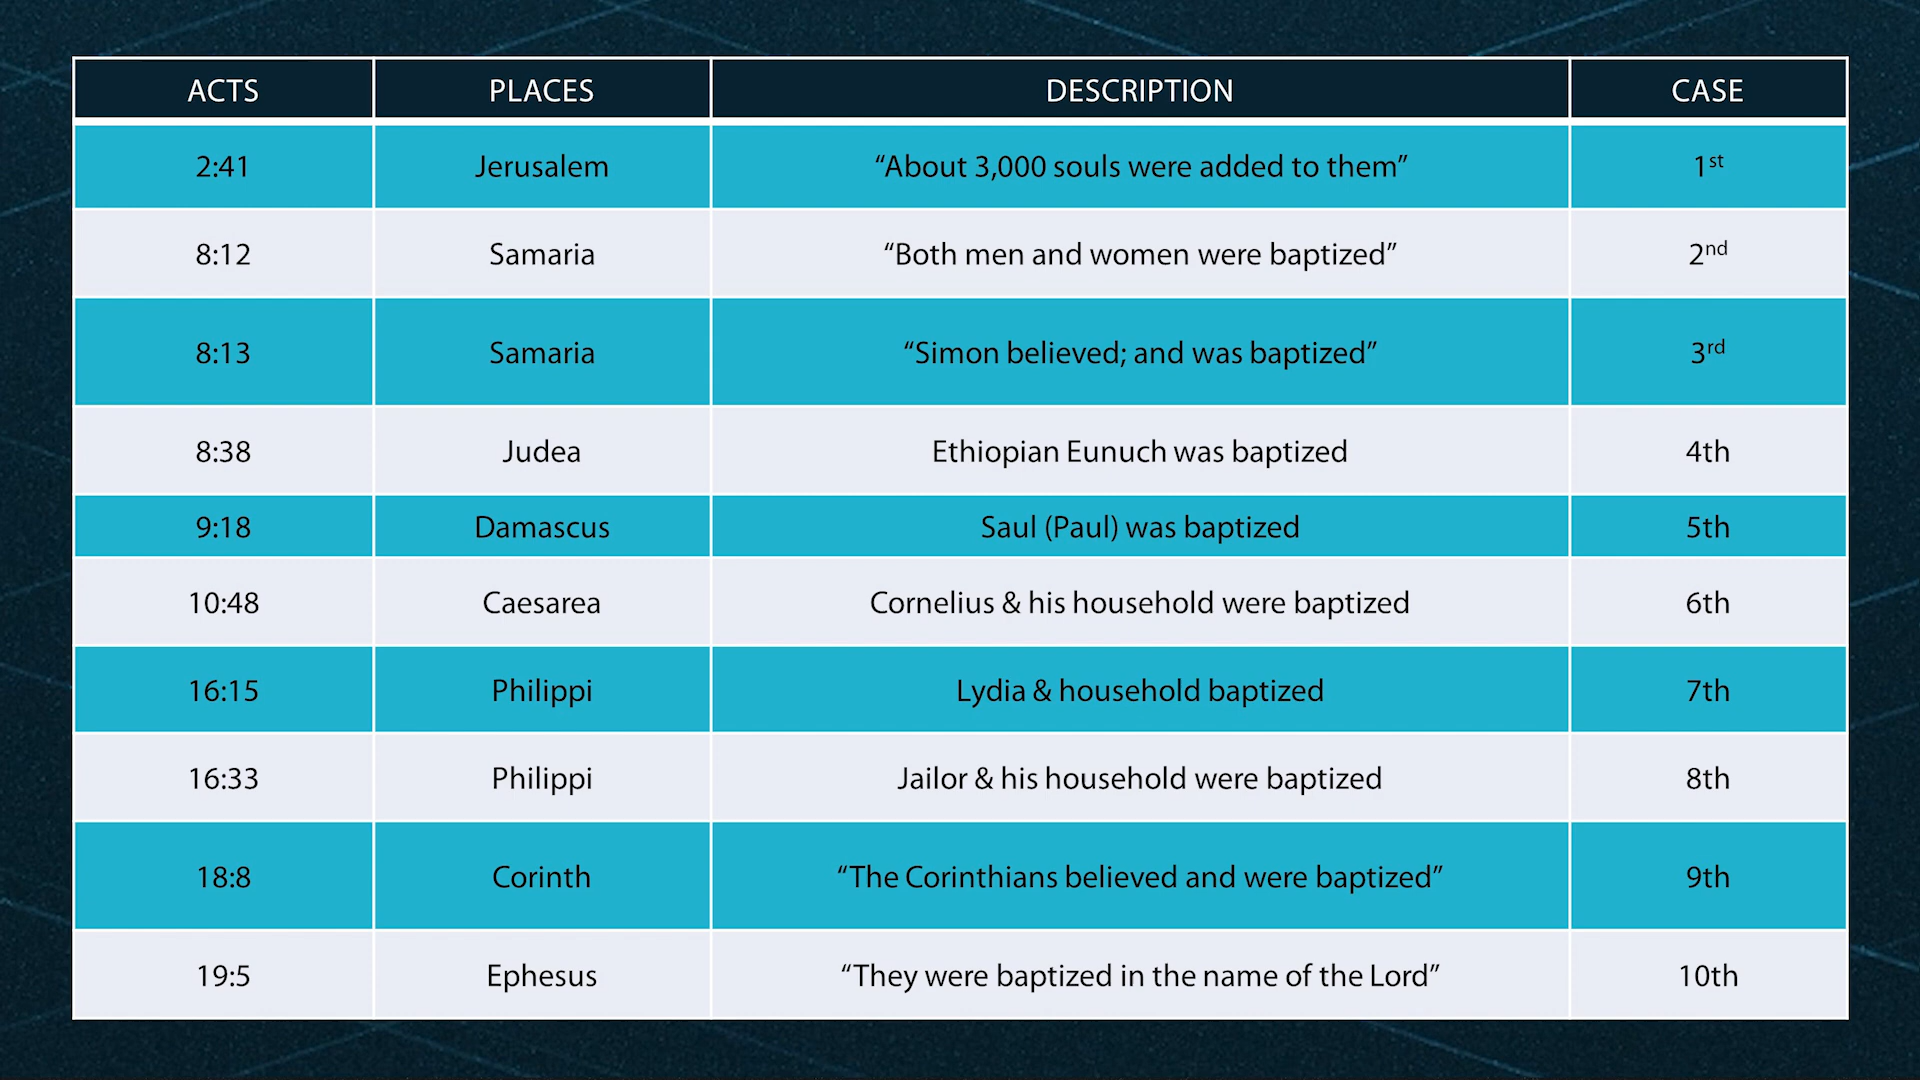 ACTS PLACES DESCRIPTION CASE
2:41 Jerusalem “About 3,000 souls were added to them” 1st
8:12 Samaria “Both men and women were baptized” 2nd
8:13 Samaria “Simon believed; and was baptized” 3rd
8:38 Judea Ethiopian Eunuch was baptized 4th
9:18 Damascus Saul (Paul) was baptized 5th
10:48 Caesarea Cornelius & his household were baptized 6th
16:15 Philippi Lydia & household baptized 7th
16:33 Philippi Jailor & his household were baptized 8th
18:8 Corinth “The Corinthians believed and were baptized” 9th
19:5 Ephesus “They were baptized in the name of the Lord” 10th